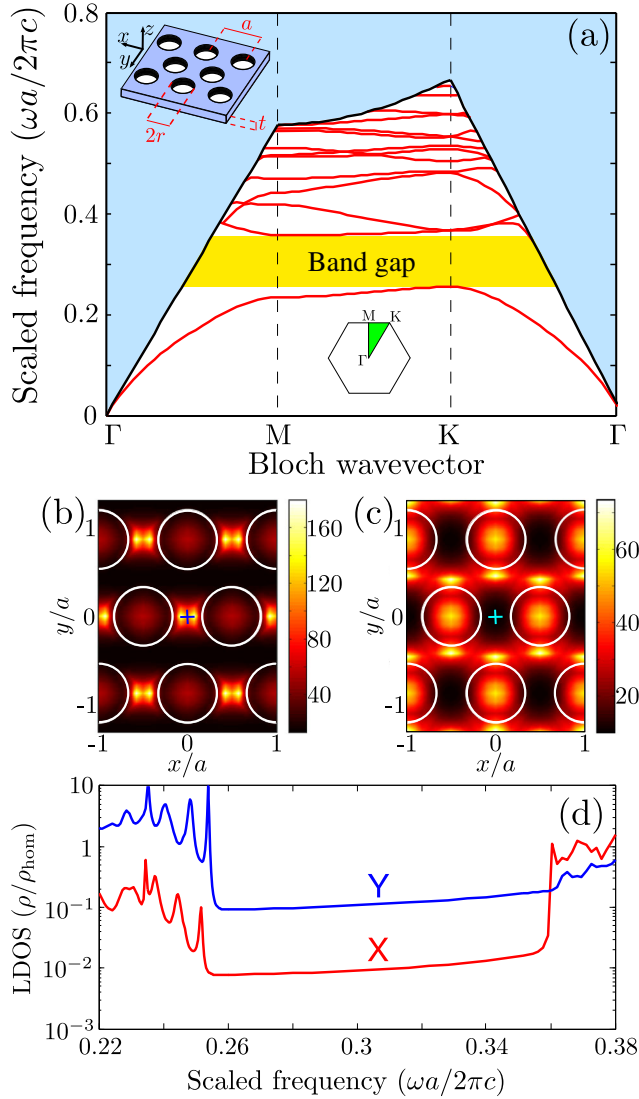 0.8
(a)
z
x
y
a
2r
t
0.6
0.4
0.2
0
Scaled frequency (ωa/2πc)
Band gap
M K
Γ
Γ M K Γ
Bloch wavevector
(b)
1
0
-1
y/a
-1 0 1
x/a
160
120
80
40
(c)
1
0
-1
y/a
-1 0 1
x/a
60
40
20
(d)
10
1
10⁻¹
10⁻²
10⁻³
LDOS (ρ/ρhom)
Y
X
0.22 0.26 0.3 0.34 0.38
Scaled frequency (ωa/2πc)